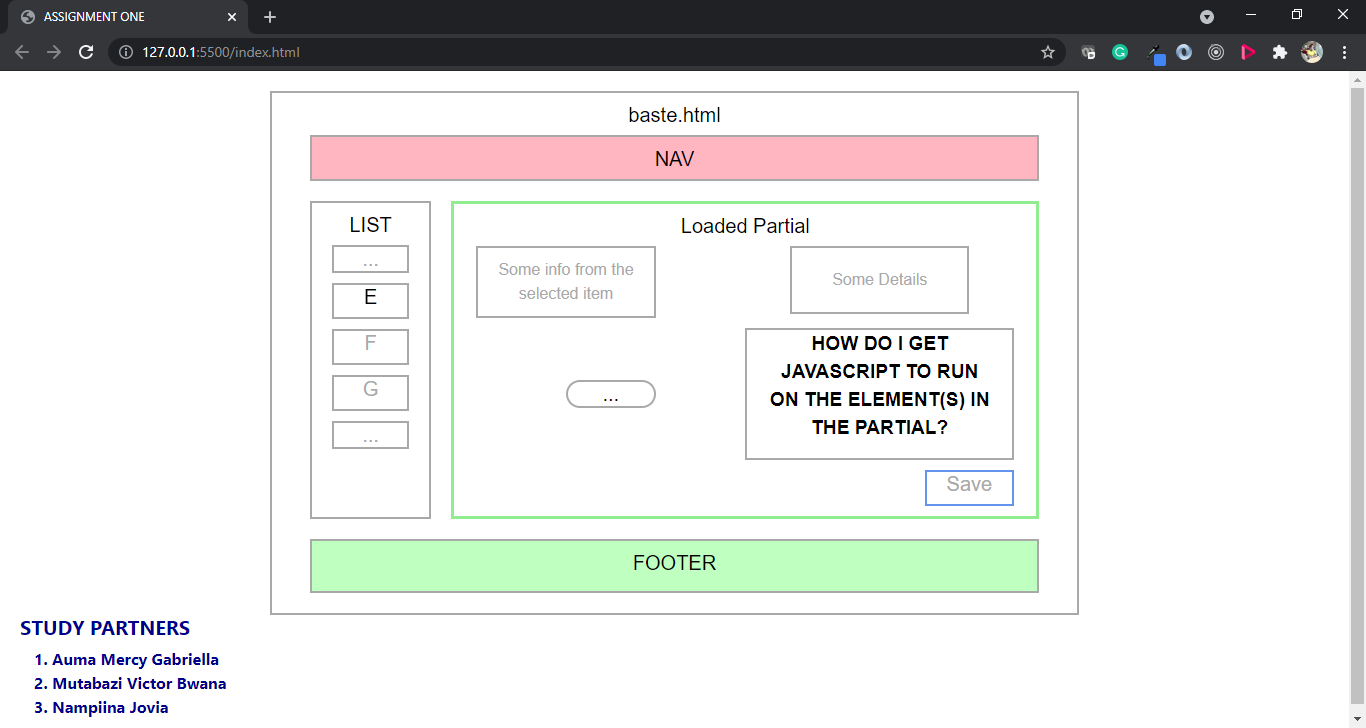 ASSIGNMENT ONE
127.0.0.1:5500/index.html
baste.html
NAV
LIST
...
E
F
G
...
Loaded Partial
Some info from the
selected item
Some Details
...
HOW DO I GET
JAVASCRIPT TO RUN
ON THE ELEMENT(S) IN
THE PARTIAL?
Save
FOOTER
STUDY PARTNERS
1. Auma Mercy Gabriella
2. Mutabazi Victor Bwana
3. Nampiina Jovia